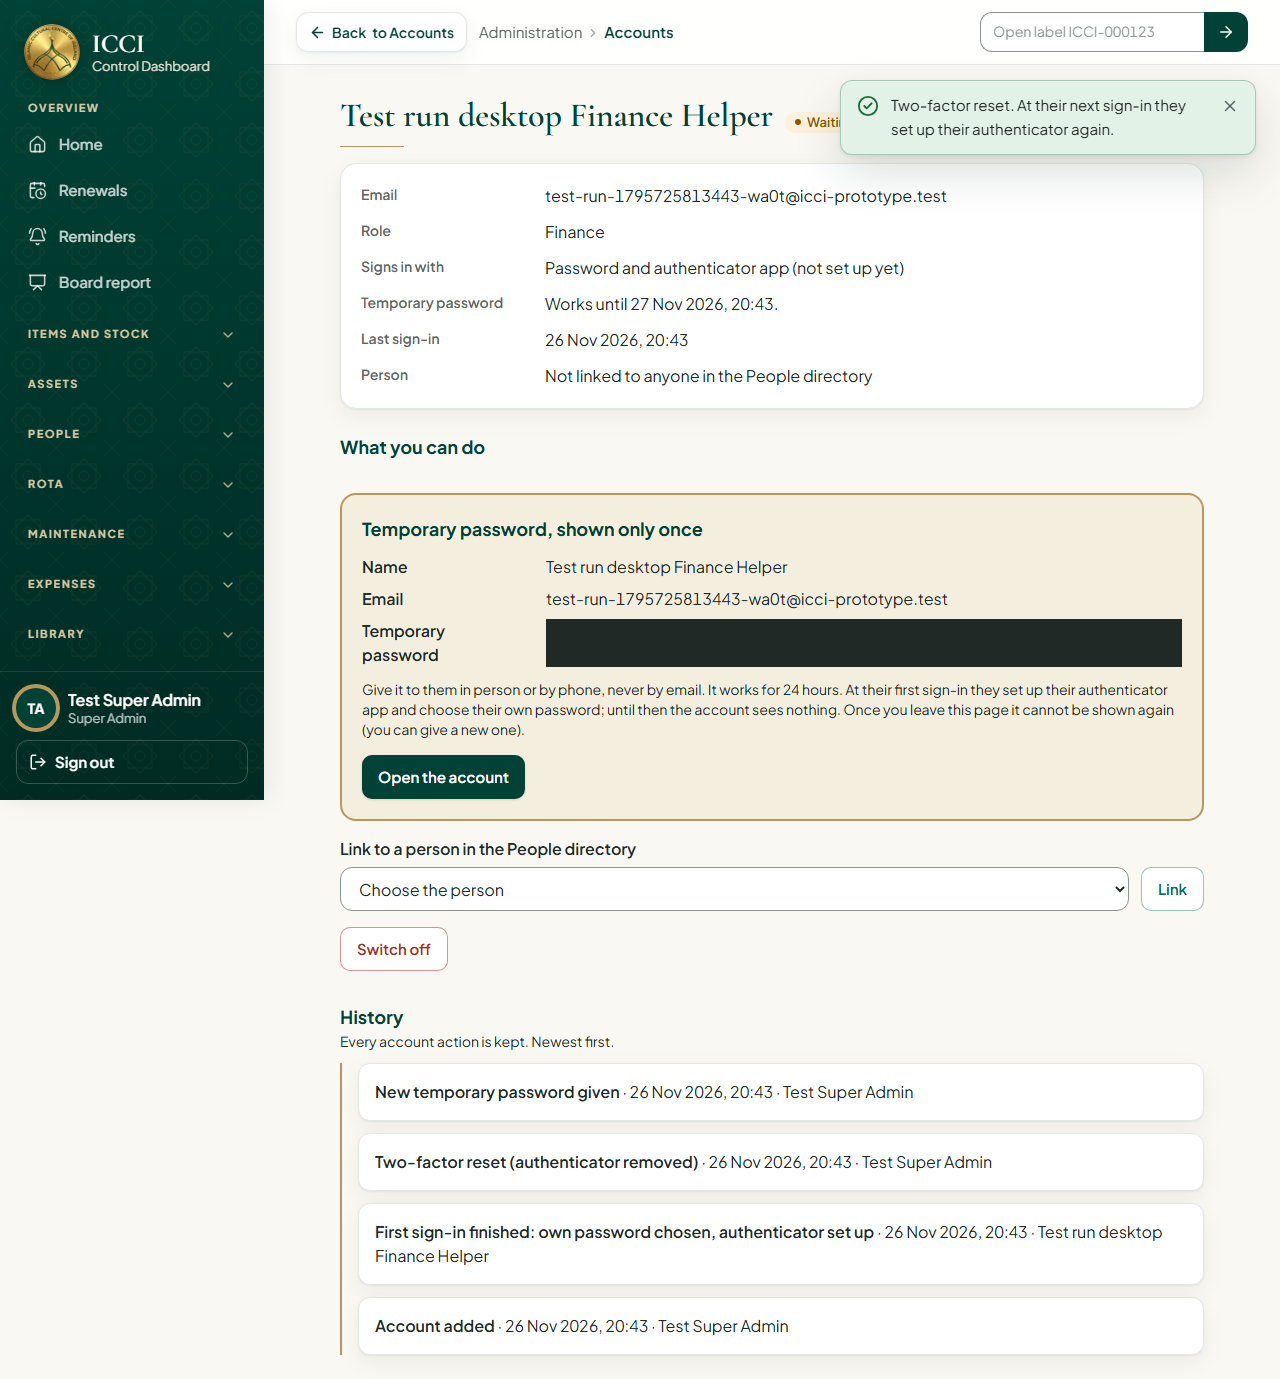 ICCI
Control Dashboard
OVERVIEW
Home
Renewals
Reminders
Board report
ITEMS AND STOCK
ASSETS
PEOPLE
ROTA
MAINTENANCE
EXPENSES
LIBRARY
TA
Test Super Admin
Super Admin
Sign out
Back to Accounts
Administration > Accounts
Open label ICCI-000123
Two-factor reset. At their next sign-in they
set up their authenticator again.
Test run desktop Finance Helper
Email test-run-1795725813443-wa0t@icci-prototype.test
Role Finance
Signs in with Password and authenticator app (not set up yet)
Temporary password Works until 27 Nov 2026, 20:43.
Last sign-in 26 Nov 2026, 20:43
Person Not linked to anyone in the People directory
What you can do
Temporary password, shown only once
Name Test run desktop Finance Helper
Email test-run-1795725813443-wa0t@icci-prototype.test
Temporary
password
Give it to them in person or by phone, never by email. It works for 24 hours. At their first sign-in they set up their authenticator
app and choose their own password; until then the account sees nothing. Once you leave this page it cannot be shown again
(you can give a new one).
Open the account
Link to a person in the People directory
Choose the person
Link
Switch off
History
Every account action is kept. Newest first.
New temporary password given · 26 Nov 2026, 20:43 · Test Super Admin
Two-factor reset (authenticator removed) · 26 Nov 2026, 20:43 · Test Super Admin
First sign-in finished: own password chosen, authenticator set up · 26 Nov 2026, 20:43 · Test run desktop
Finance Helper
Account added · 26 Nov 2026, 20:43 · Test Super Admin